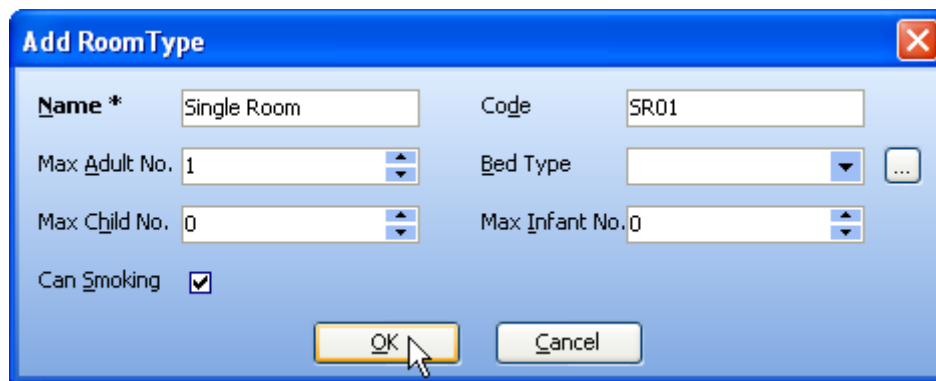 Add RoomType
Name * Single Room Code SR01
Max Adult No. 1 Bed Type ...
Max Child No. 0 Max Infant No. 0
Can Smoking
OK Cancel